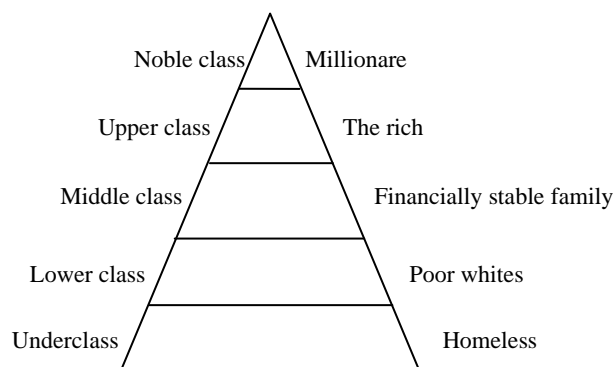 Noble class Millionare
Upper class The rich
Middle class Financially stable family
Lower class Poor whites
Underclass Homeless